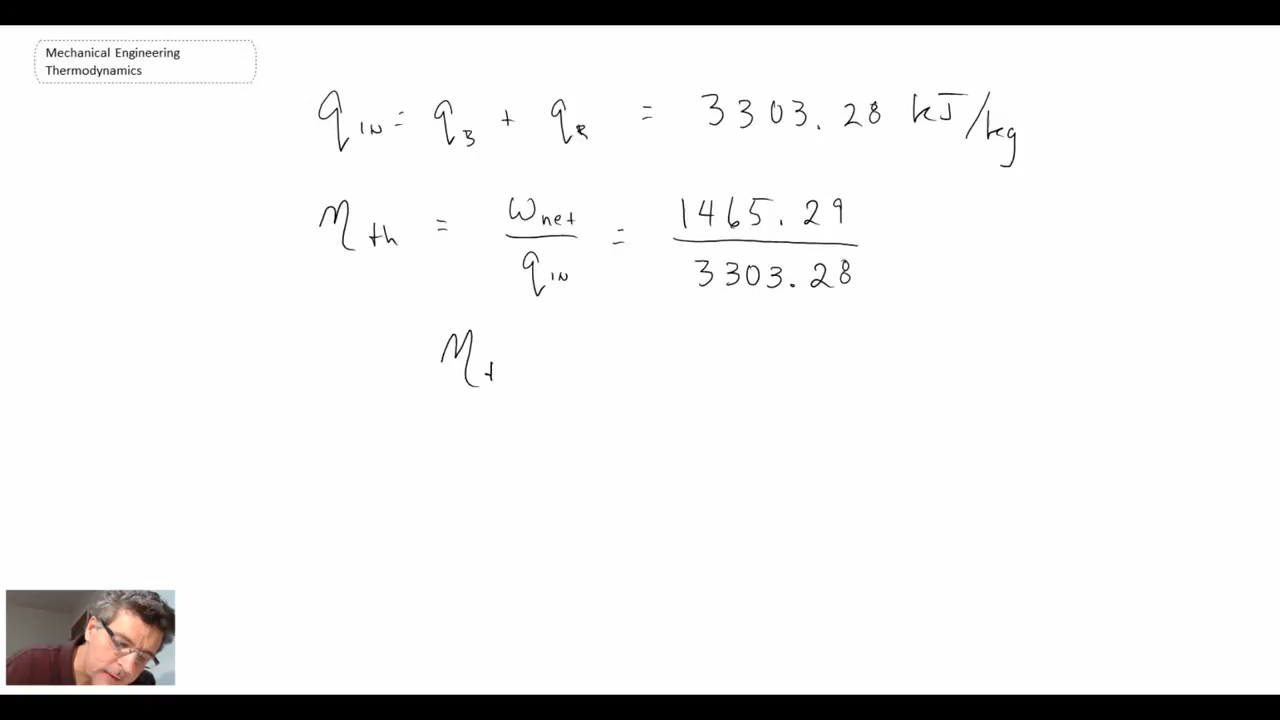 Mechanical Engineering
Thermodynamics
q_IN = q_B + q_R = 3303.28 kJ/kg
η_th = w_net / q_IN = 1465.29 / 3303.28
η_t